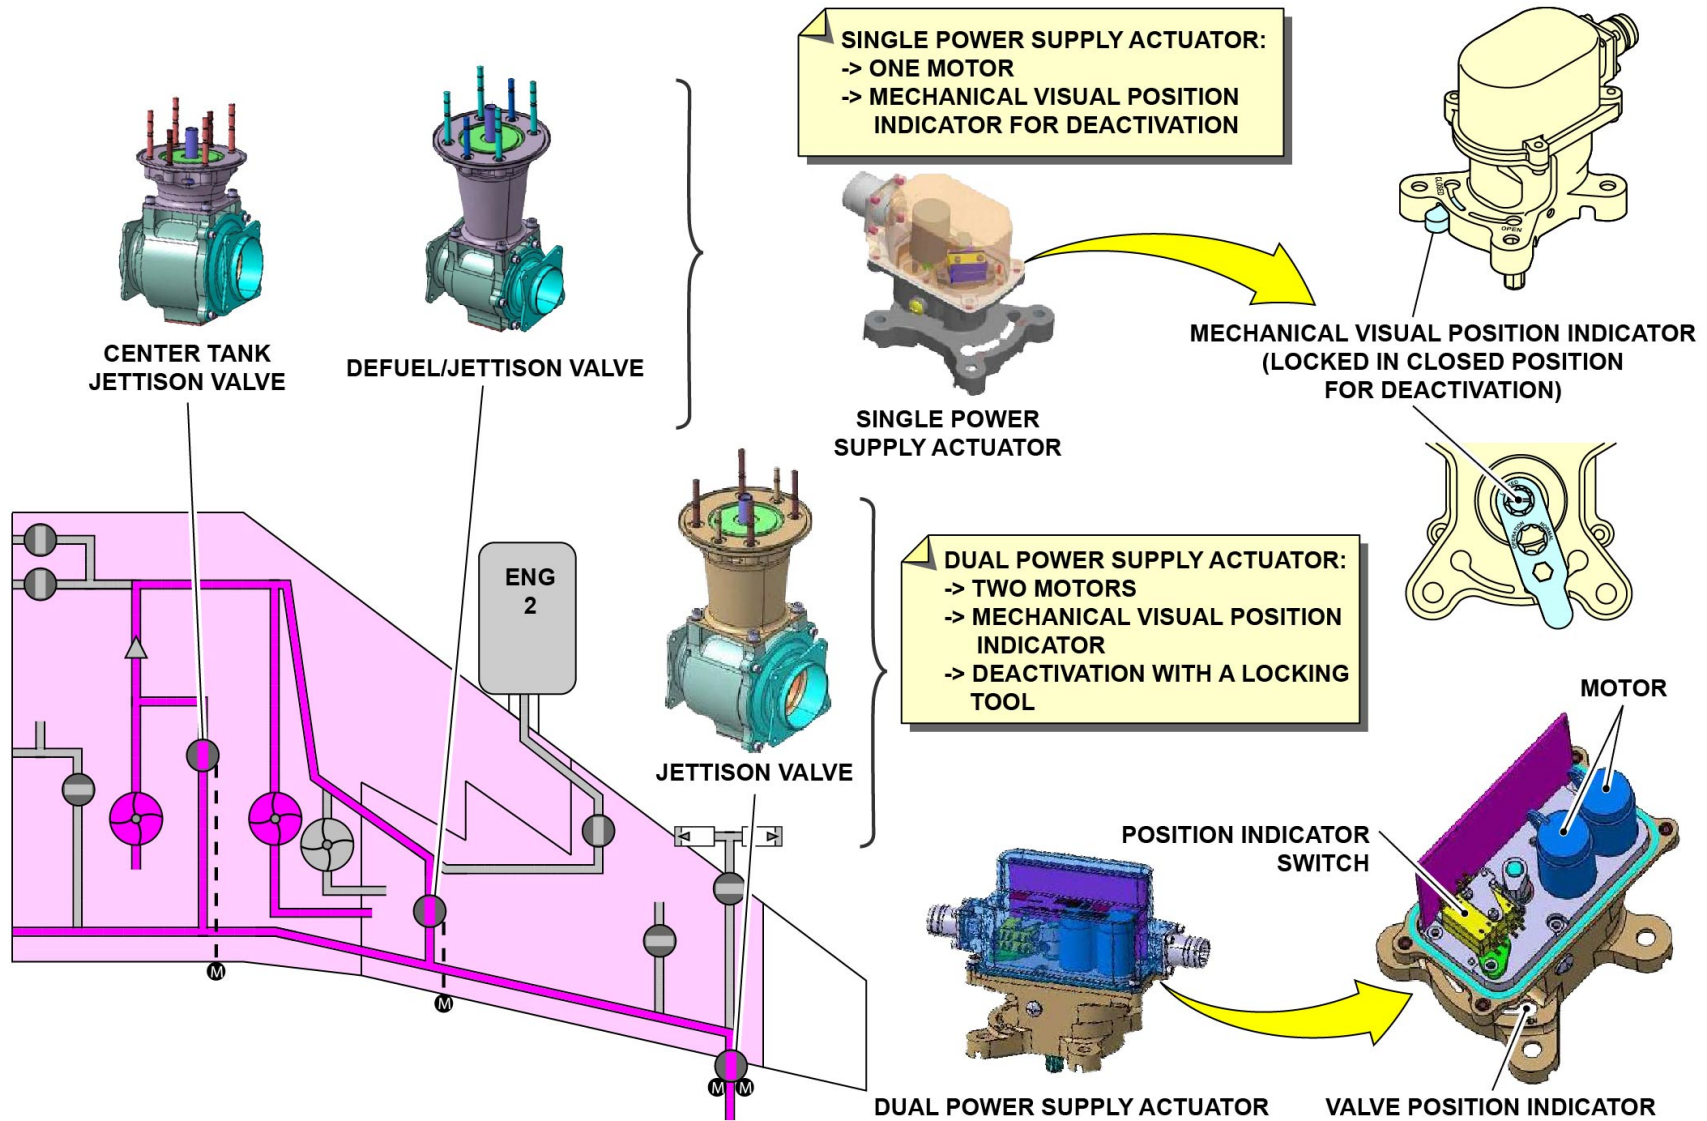 SINGLE POWER SUPPLY ACTUATOR:
-> ONE MOTOR
-> MECHANICAL VISUAL POSITION
INDICATOR FOR DEACTIVATION
CLOSED
OPEN
CENTER TANK
JETTISON VALVE
DEFUEL/JETTISON VALVE
MECHANICAL VISUAL POSITION INDICATOR
(LOCKED IN CLOSED POSITION
FOR DEACTIVATION)
SINGLE POWER
SUPPLY ACTUATOR
ENG
2
DUAL POWER SUPPLY ACTUATOR:
-> TWO MOTORS
-> MECHANICAL VISUAL POSITION
INDICATOR
-> DEACTIVATION WITH A LOCKING
TOOL
NORMAL
OPERATION
MOTOR
JETTISON VALVE
POSITION INDICATOR
SWITCH
M
M
M M
DUAL POWER SUPPLY ACTUATOR
VALVE POSITION INDICATOR